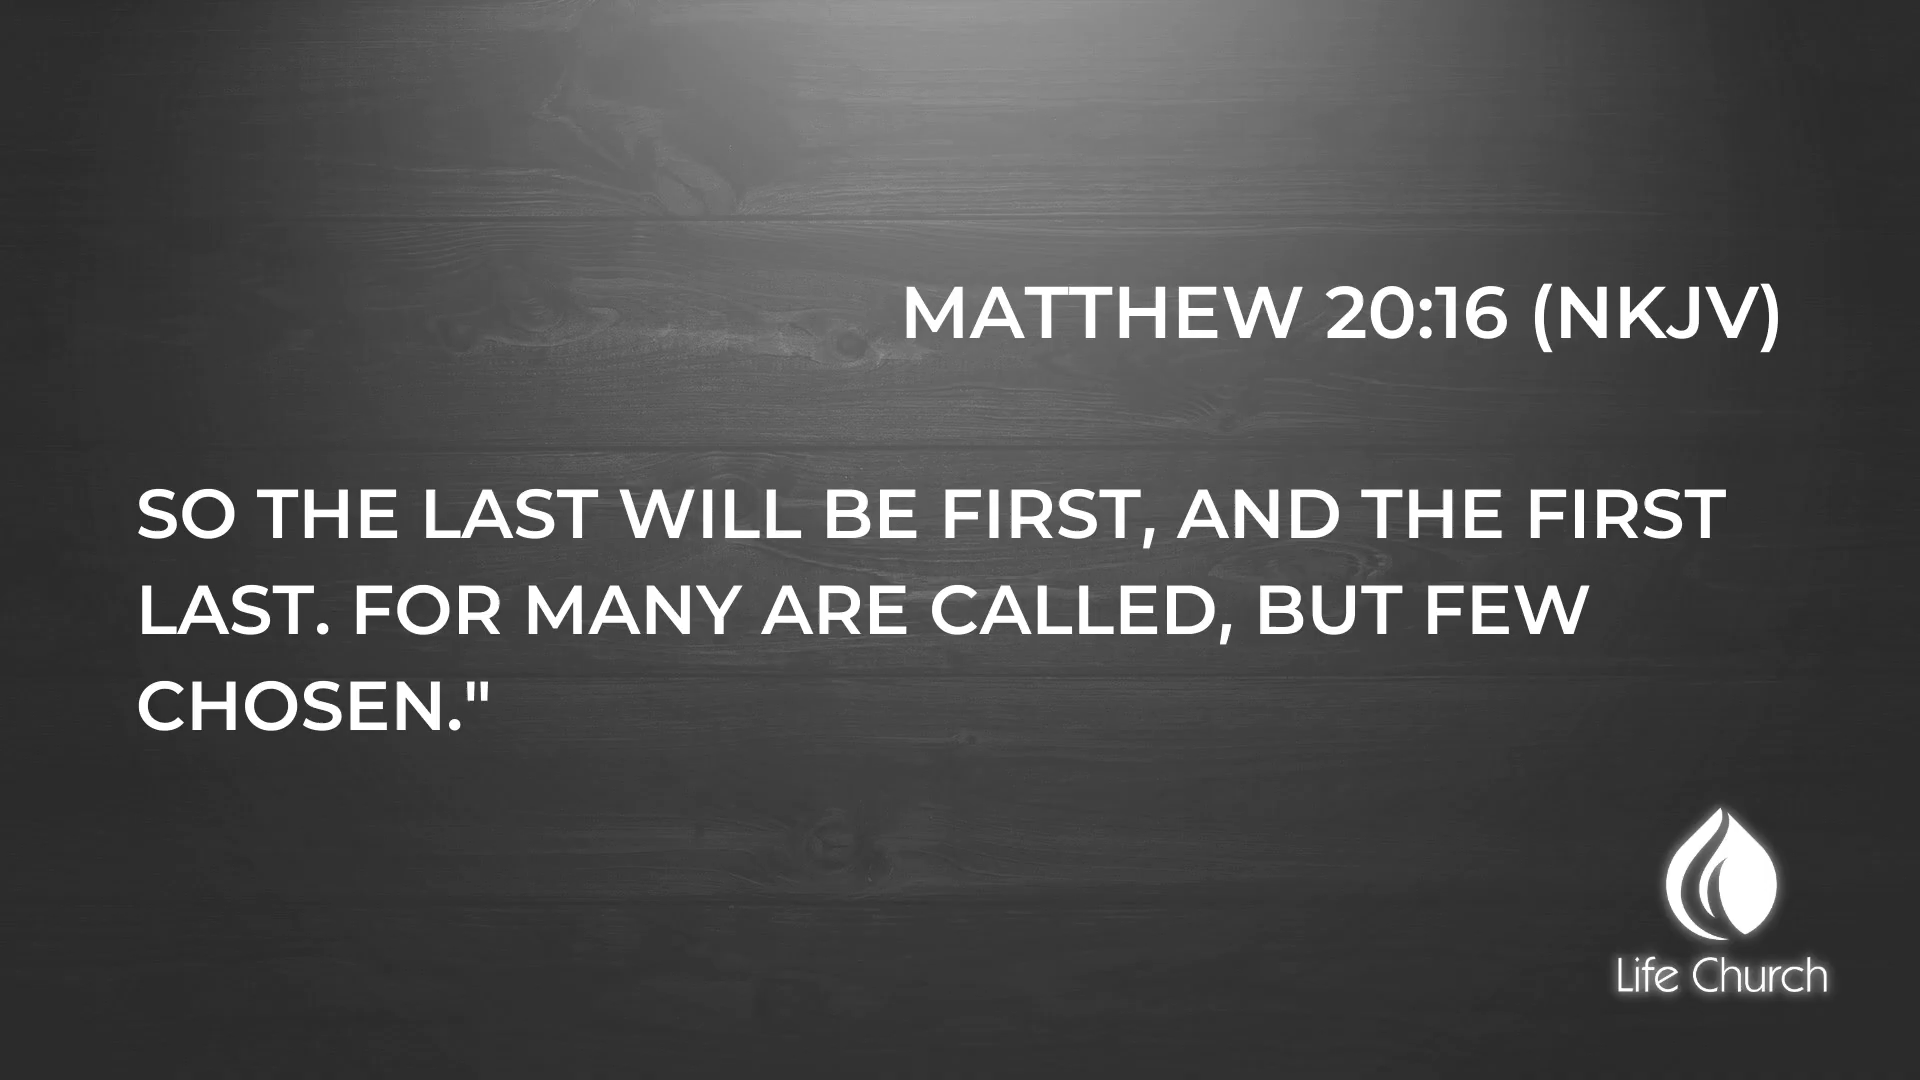 MATTHEW 20:16 (NKJV)
SO THE LAST WILL BE FIRST, AND THE FIRST
LAST. FOR MANY ARE CALLED, BUT FEW
CHOSEN."
Life Church